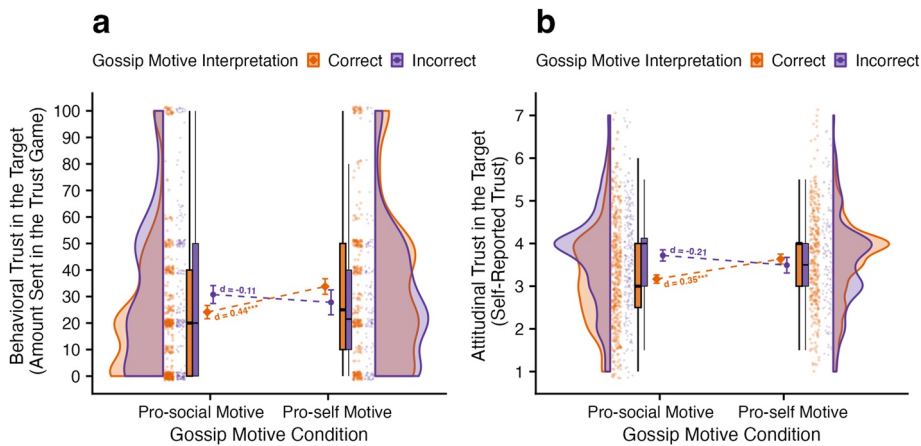 a
Gossip Motive Interpretation Correct Incorrect
Behavioral Trust in the Target
(Amount Sent in the Trust Game)
100
90
80
70
60
50
40
30
20
10
0
d = -0.11
d = 0.44***
Pro-social Motive Pro-self Motive
Gossip Motive Condition
b
Gossip Motive Interpretation Correct Incorrect
Attitudinal Trust in the Target
(Self-Reported Trust)
7
6
5
4
3
2
1
d = -0.21
d = 0.35***
Pro-social Motive Pro-self Motive
Gossip Motive Condition